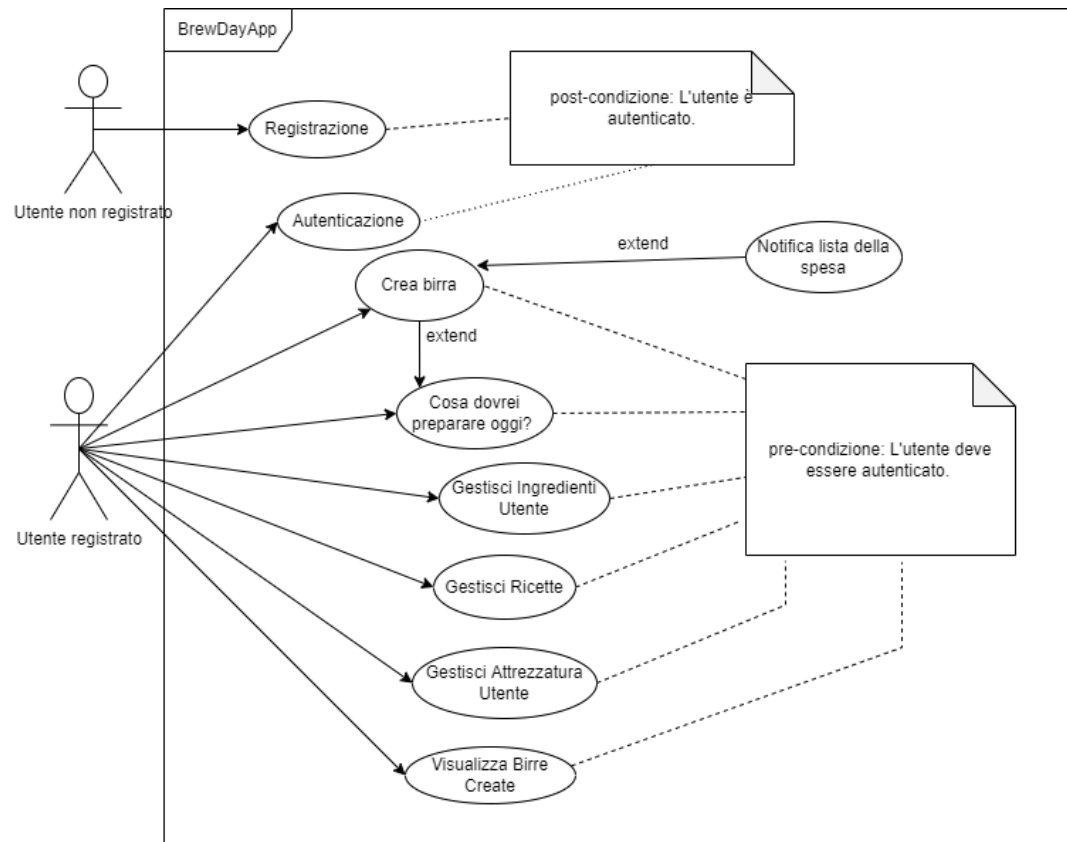 BrewDayApp
post-condizione: L'utente è
autenticato.
Registrazione
Utente non registrato
Autenticazione
extend
Notifica lista della
spesa
Crea birra
extend
Cosa dovrei
preparare oggi?
pre-condizione: L'utente deve
essere autenticato.
Gestisci Ingredienti
Utente
Utente registrato
Gestisci Ricette
Gestisci Attrezzatura
Utente
Visualizza Birre
Create